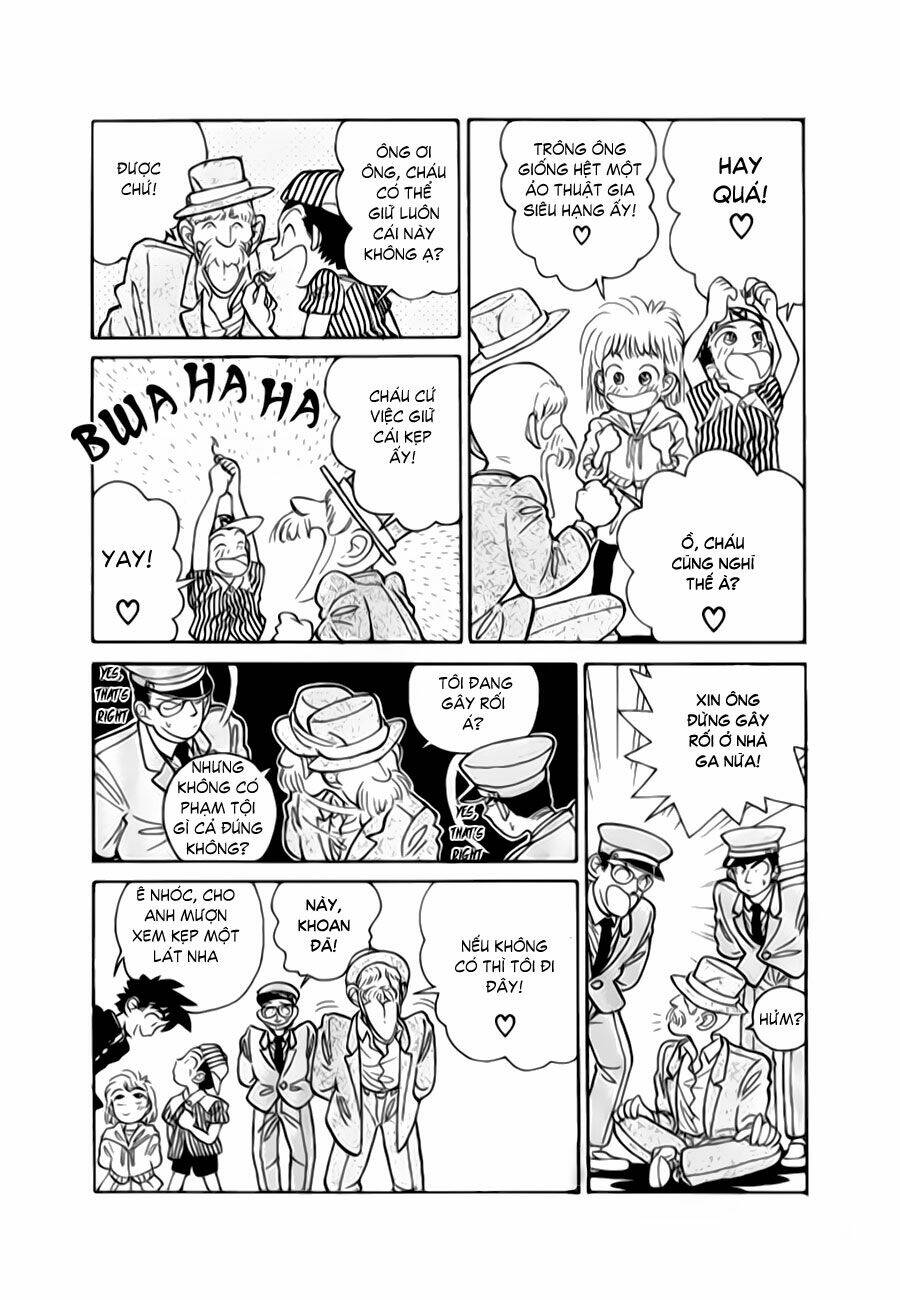 HAY
QUÁ!
♡
TRÔNG ÔNG
GIỐNG HỆT MỘT
ẢO THUẬT GIA
SIÊU HẠNG ẤY!
♡
Ồ, CHÁU
CŨNG NGHĨ
THẾ À?
♡
ÔNG ƠI
ÔNG, CHÁU
CÓ THỂ
GIỮ LUÔN
CÁI NÀY
KHÔNG Ạ?
ĐƯỢC
CHỨ!
CHÁU CỨ
VIỆC GIỮ
CÁI KẸP
ẤY!
BWA HA HA
YAY!
♡
XIN ÔNG
ĐỪNG GÂY
RỐI Ở NHÀ
GA NỮA!
HỬM?
TÔI ĐANG
GÂY RỐI
Á?
YES,
THAT'S
RIGHT
NHƯNG
KHÔNG CÓ
PHẠM TỘI
GÌ CẢ ĐÚNG
KHÔNG?
YES,
THAT'S
RIGHT
NẾU KHÔNG
CÓ THÌ TÔI ĐI
ĐÂY!
♡
NÀY,
KHOAN
ĐÃ!
Ê NHÓC, CHO
ANH MƯỢN
XEM KẸP MỘT
LÁT NHA